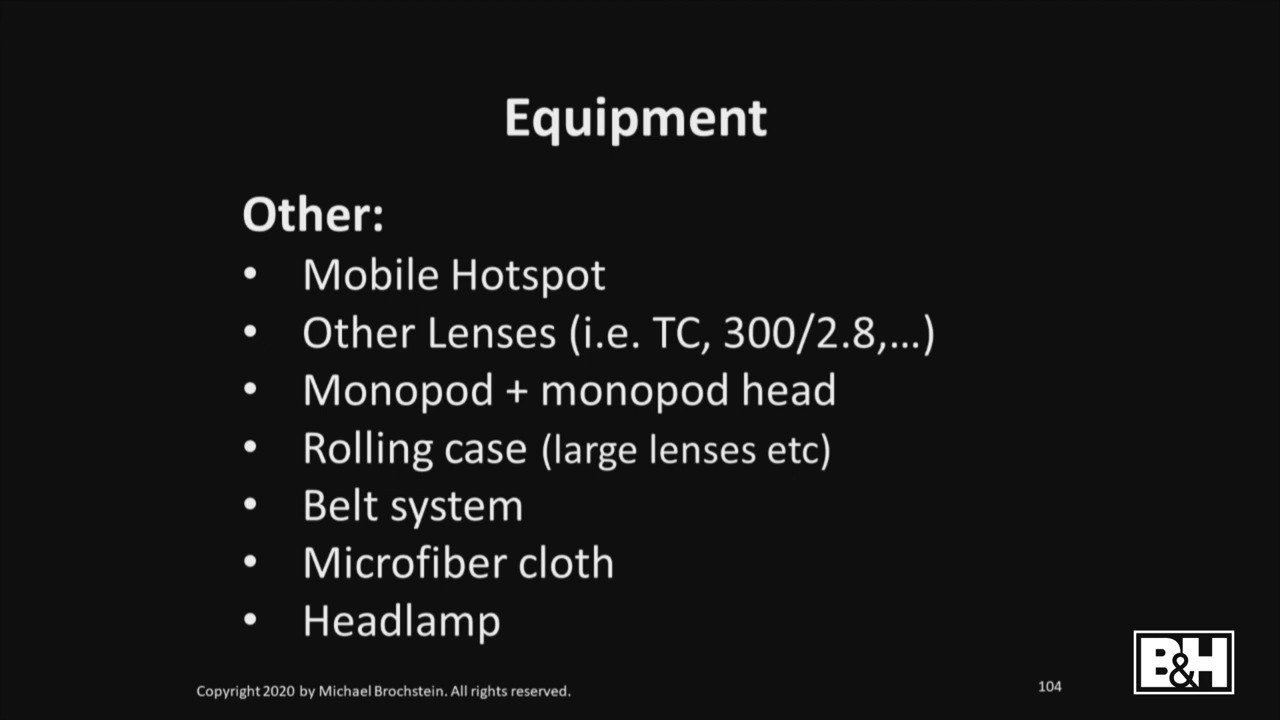 Equipment
Other:
• Mobile Hotspot
• Other Lenses (i.e. TC, 300/2.8,...)
• Monopod + monopod head
• Rolling case (large lenses etc)
• Belt system
• Microfiber cloth
• Headlamp
Copyright 2020 by Michael Brochstein. All rights reserved.
104
B&H